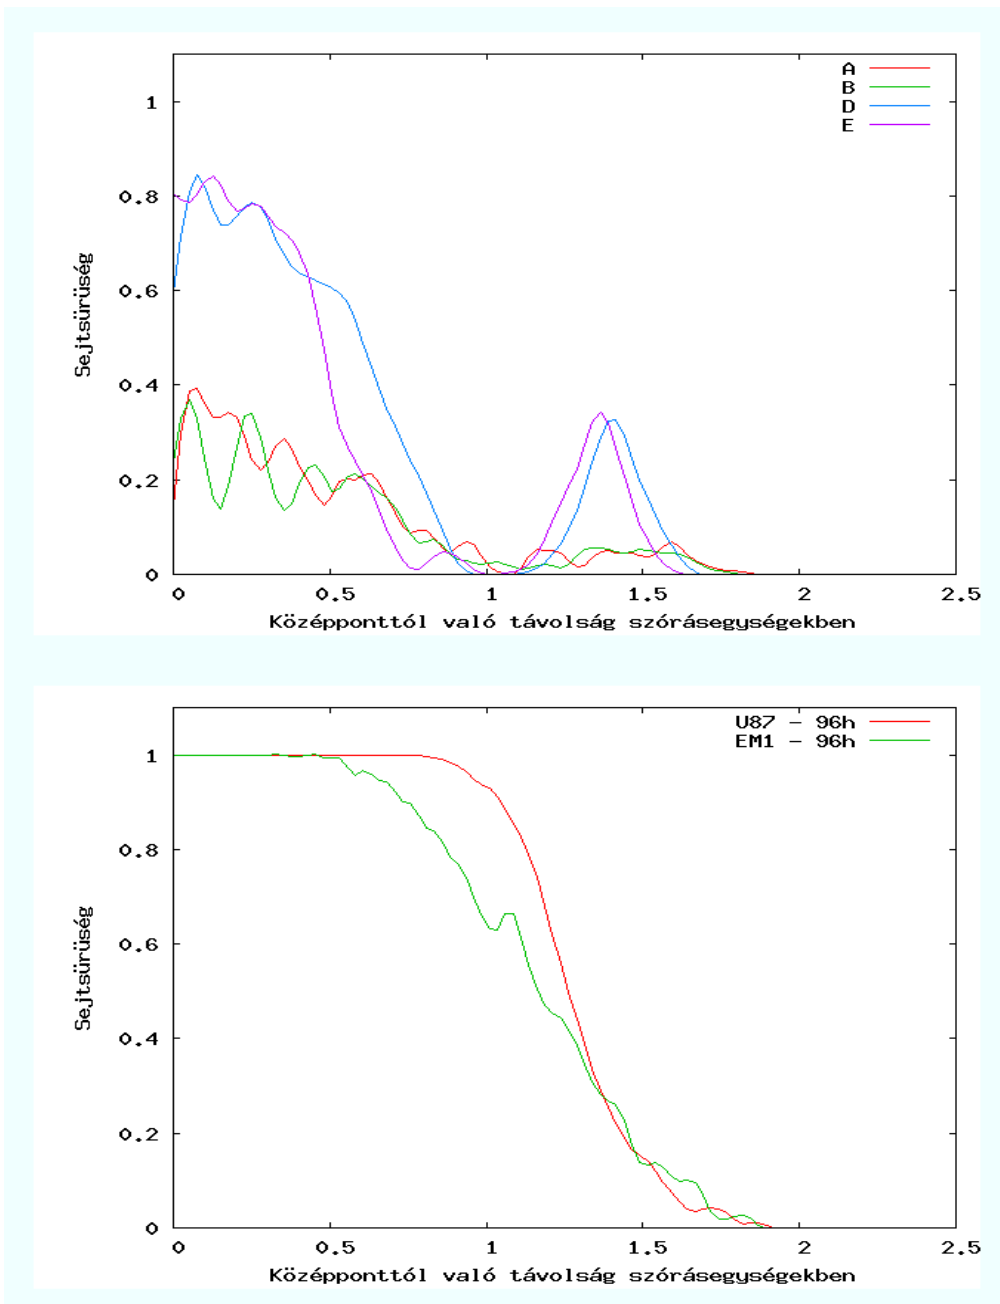 A
B
D
E
1
0.8
0.6
0.4
0.2
0
Sejtsürüség
0 0.5 1 1.5 2 2.5
Középponttól való távolság szórásegységekben
U87 - 96h
EM1 - 96h
1
0.8
0.6
0.4
0.2
0
Sejtsürüség
0 0.5 1 1.5 2 2.5
Középponttól való távolság szórásegységekben